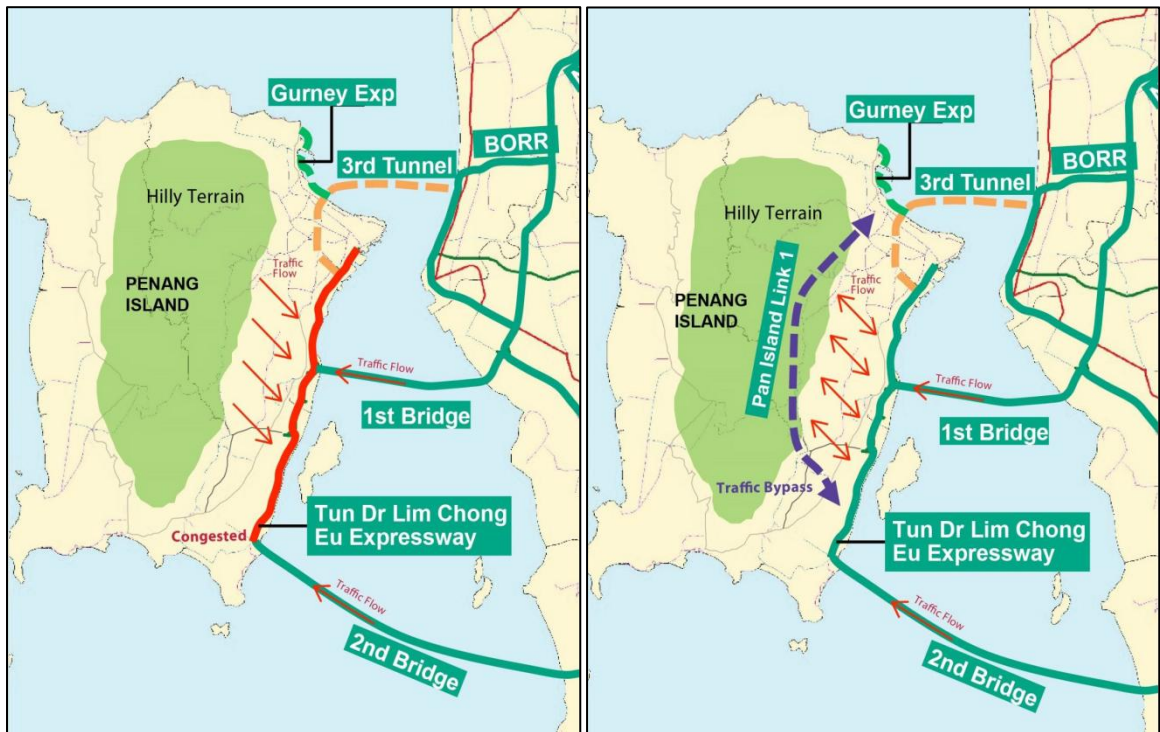 Gurney Exp
3rd Tunnel
BORR
Hilly Terrain
Traffic
Flow
PENANG
ISLAND
Traffic Flow
1st Bridge
Tun Dr Lim Chong
Eu Expressway
Congested
Traffic Flow
2nd Bridge
Gurney Exp
3rd Tunnel
BORR
Hilly Terrain
Traffic
Flow
Pan Island Link 1
PENANG
ISLAND
Traffic Flow
1st Bridge
Traffic Bypass
Tun Dr Lim Chong
Eu Expressway
Traffic Flow
2nd Bridge